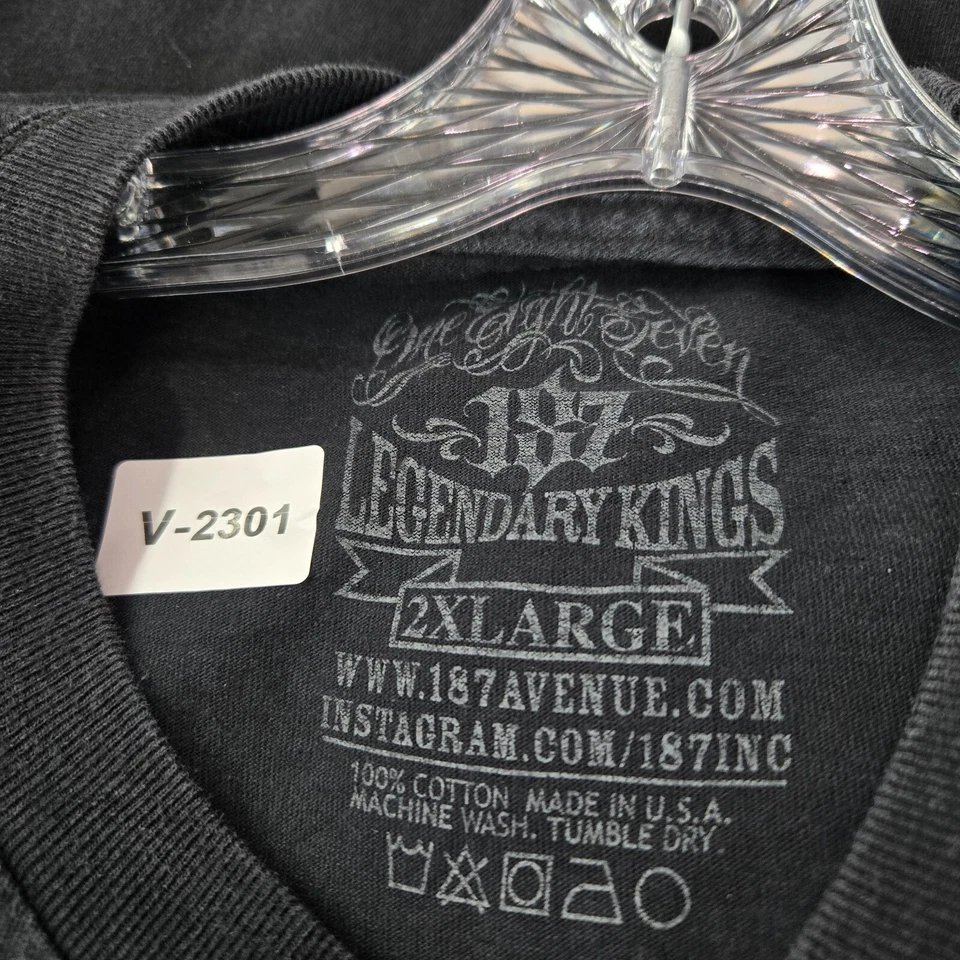 One Eight Seven
187
LEGENDARY KINGS
V-2301
2XLARGE
WWW.187AVENUE.COM
INSTAGRAM.COM/187INC
100% COTTON MADE IN U.S.A.
MACHINE WASH. TUMBLE DRY.